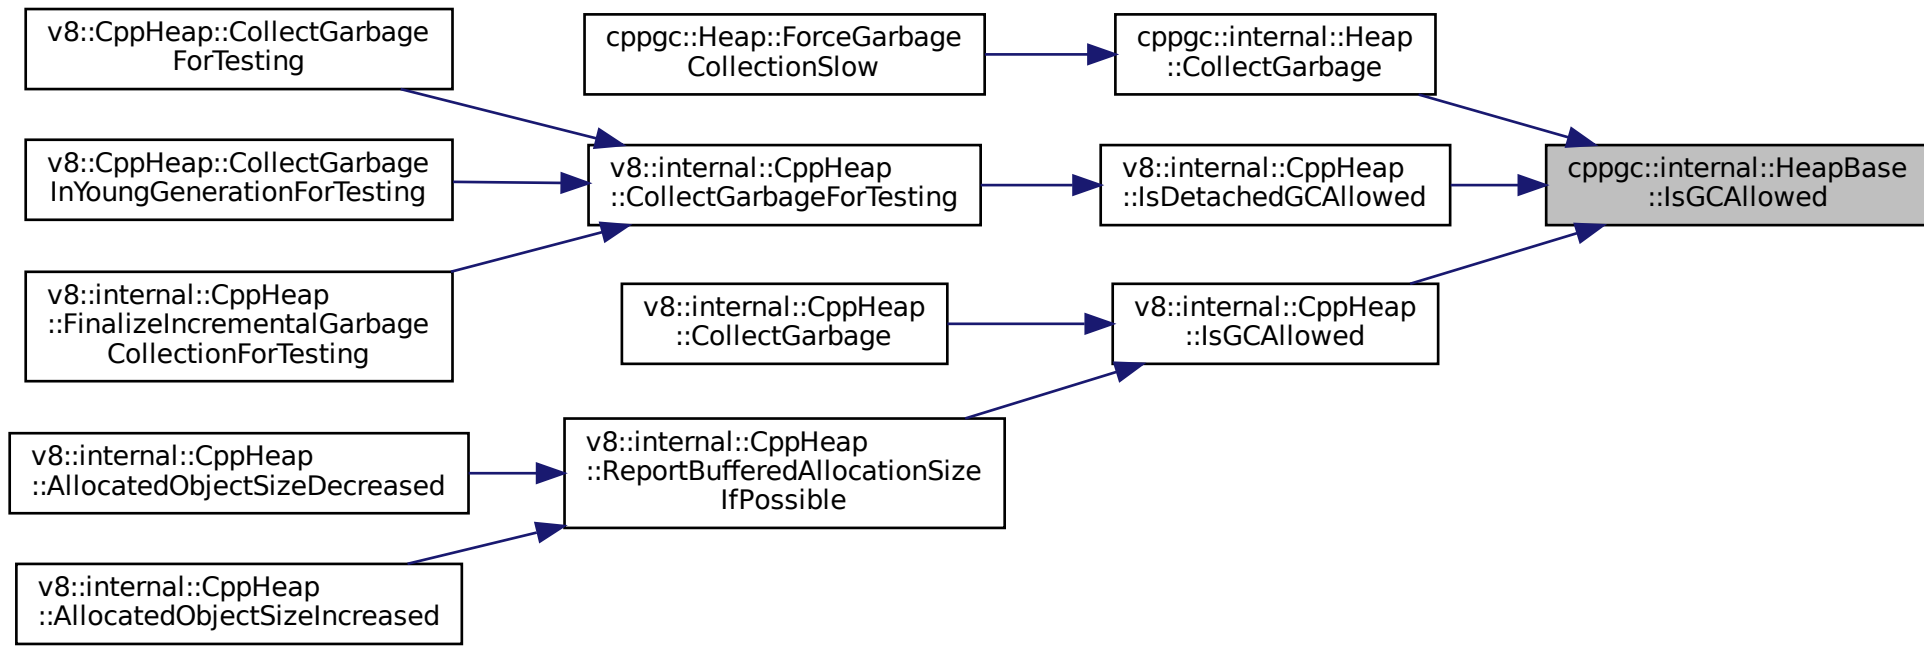 v8::CppHeap::CollectGarbage
ForTesting
cppgc::Heap::ForceGarbage
CollectionSlow
cppgc::internal::Heap
::CollectGarbage
v8::CppHeap::CollectGarbage
InYoungGenerationForTesting
v8::internal::CppHeap
::CollectGarbageForTesting
v8::internal::CppHeap
::IsDetachedGCAllowed
cppgc::internal::HeapBase
::IsGCAllowed
v8::internal::CppHeap
::FinalizeIncrementalGarbage
CollectionForTesting
v8::internal::CppHeap
::CollectGarbage
v8::internal::CppHeap
::IsGCAllowed
v8::internal::CppHeap
::AllocatedObjectSizeDecreased
v8::internal::CppHeap
::ReportBufferedAllocationSize
IfPossible
v8::internal::CppHeap
::AllocatedObjectSizeIncreased